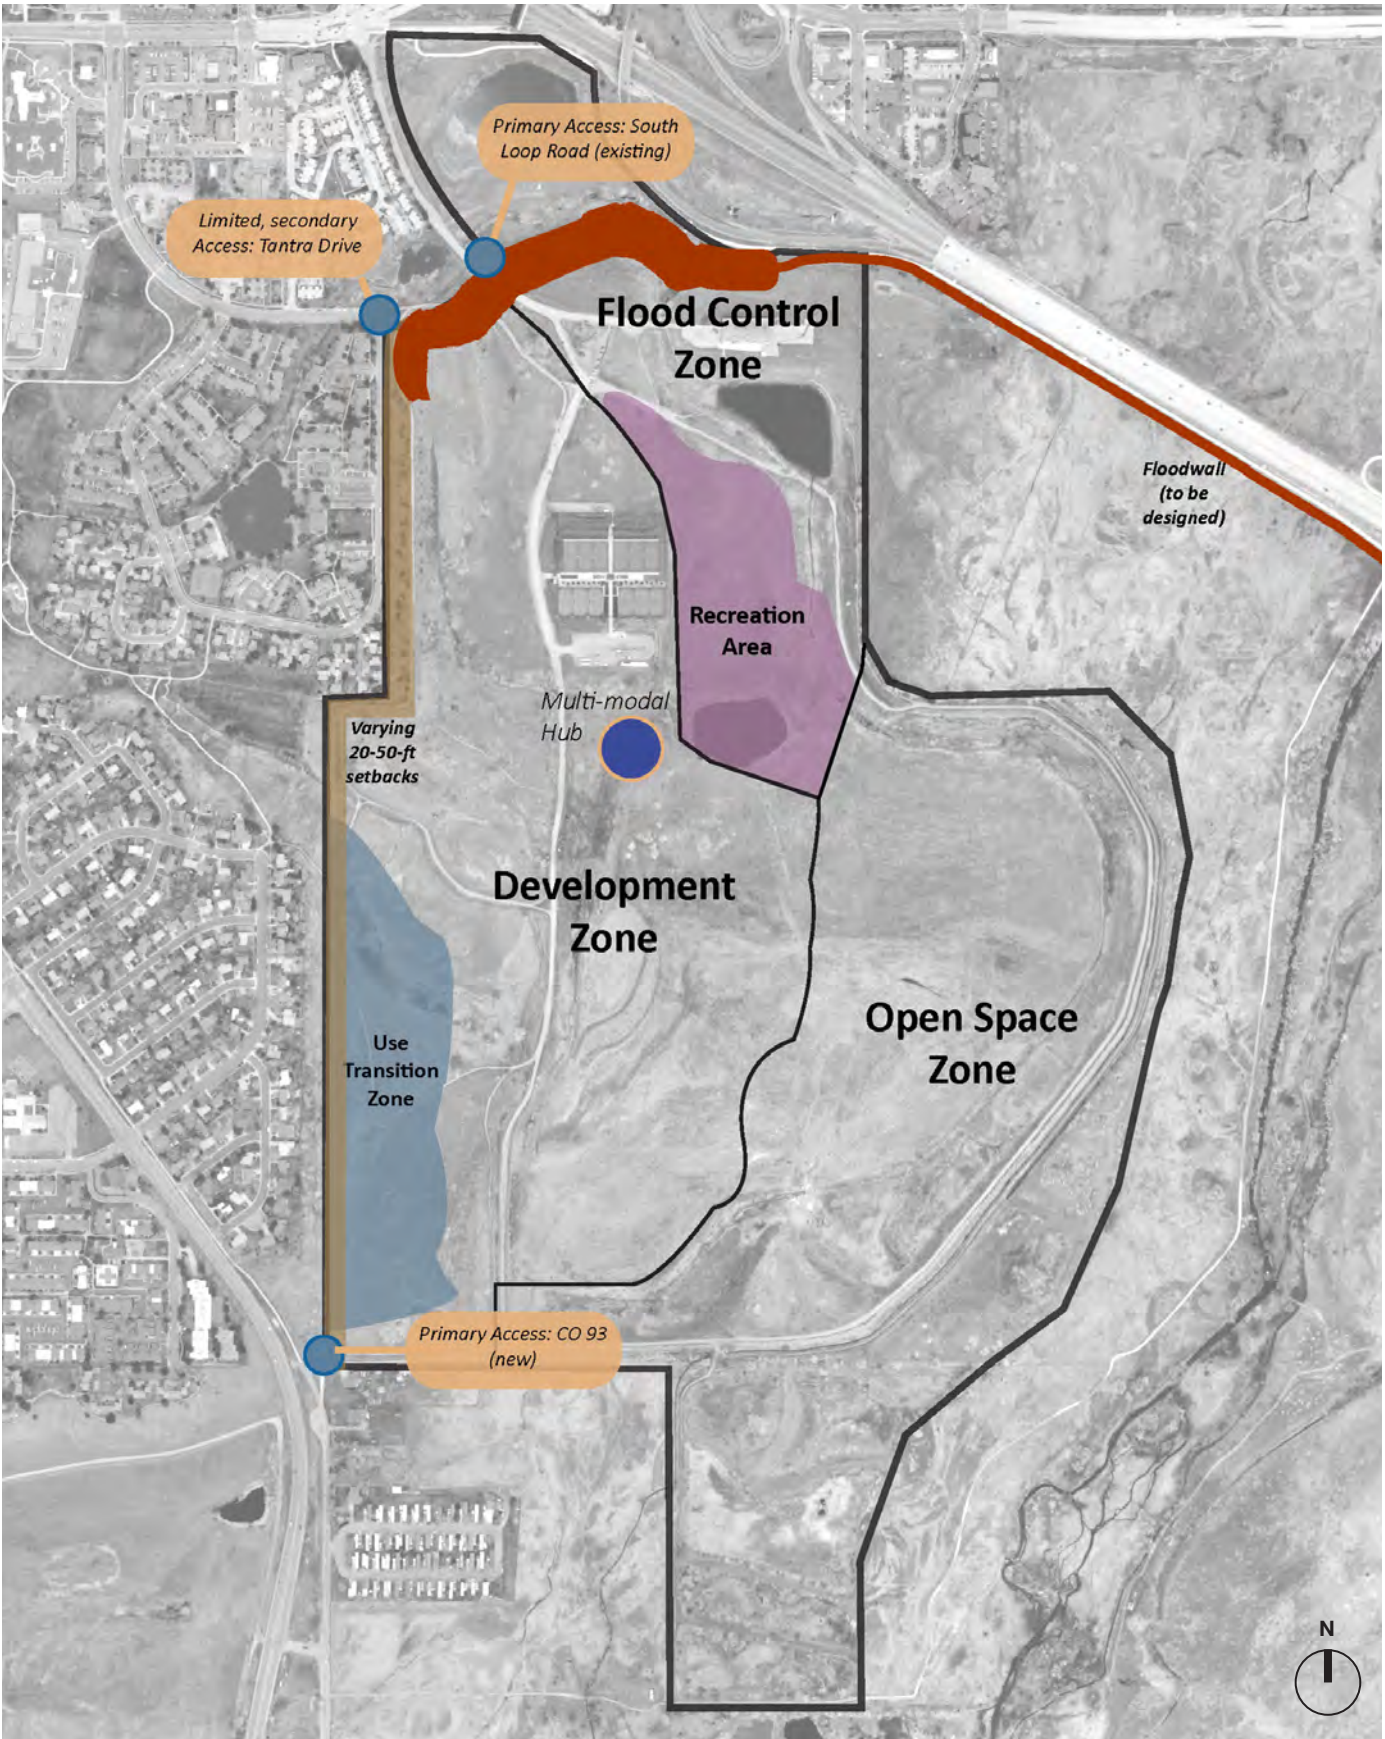 Primary Access: South
Loop Road (existing)
Limited, secondary
Access: Tantra Drive
Flood Control
Zone
Floodwall
(to be
designed)
Recreation
Area
Multi-modal
Hub
Varying
20-50-ft
setbacks
Development
Zone
Open Space
Zone
Use
Transition
Zone
Primary Access: CO 93
(new)
N